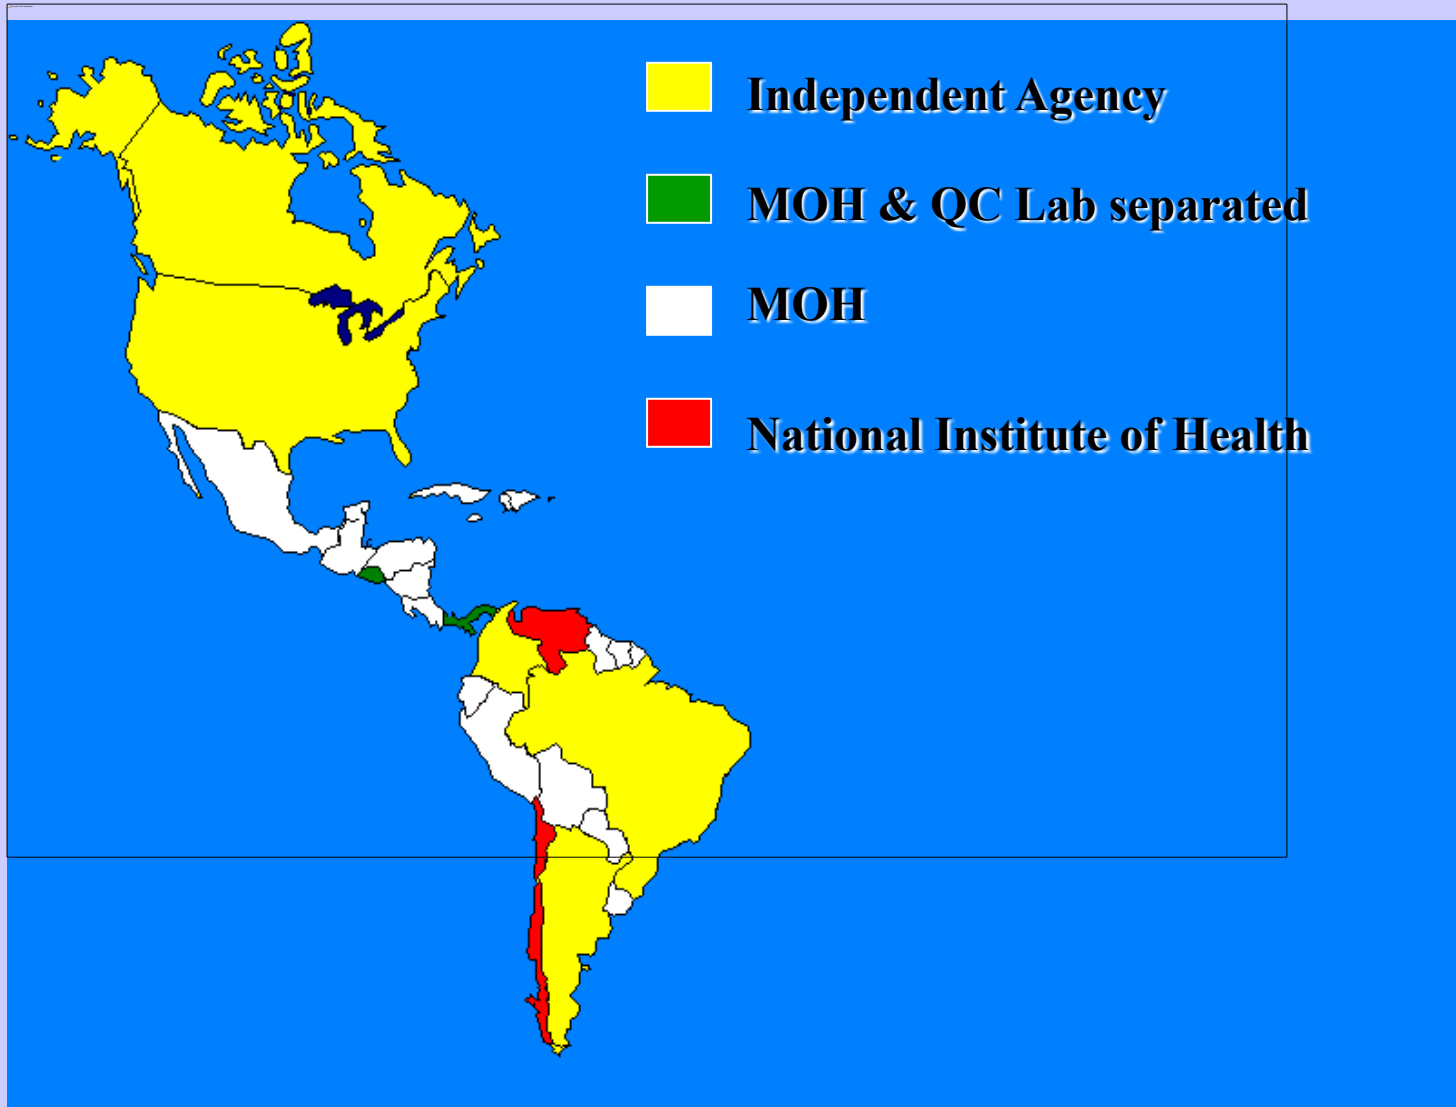 Independent Agency
MOH & QC Lab separated
MOH
National Institute of Health